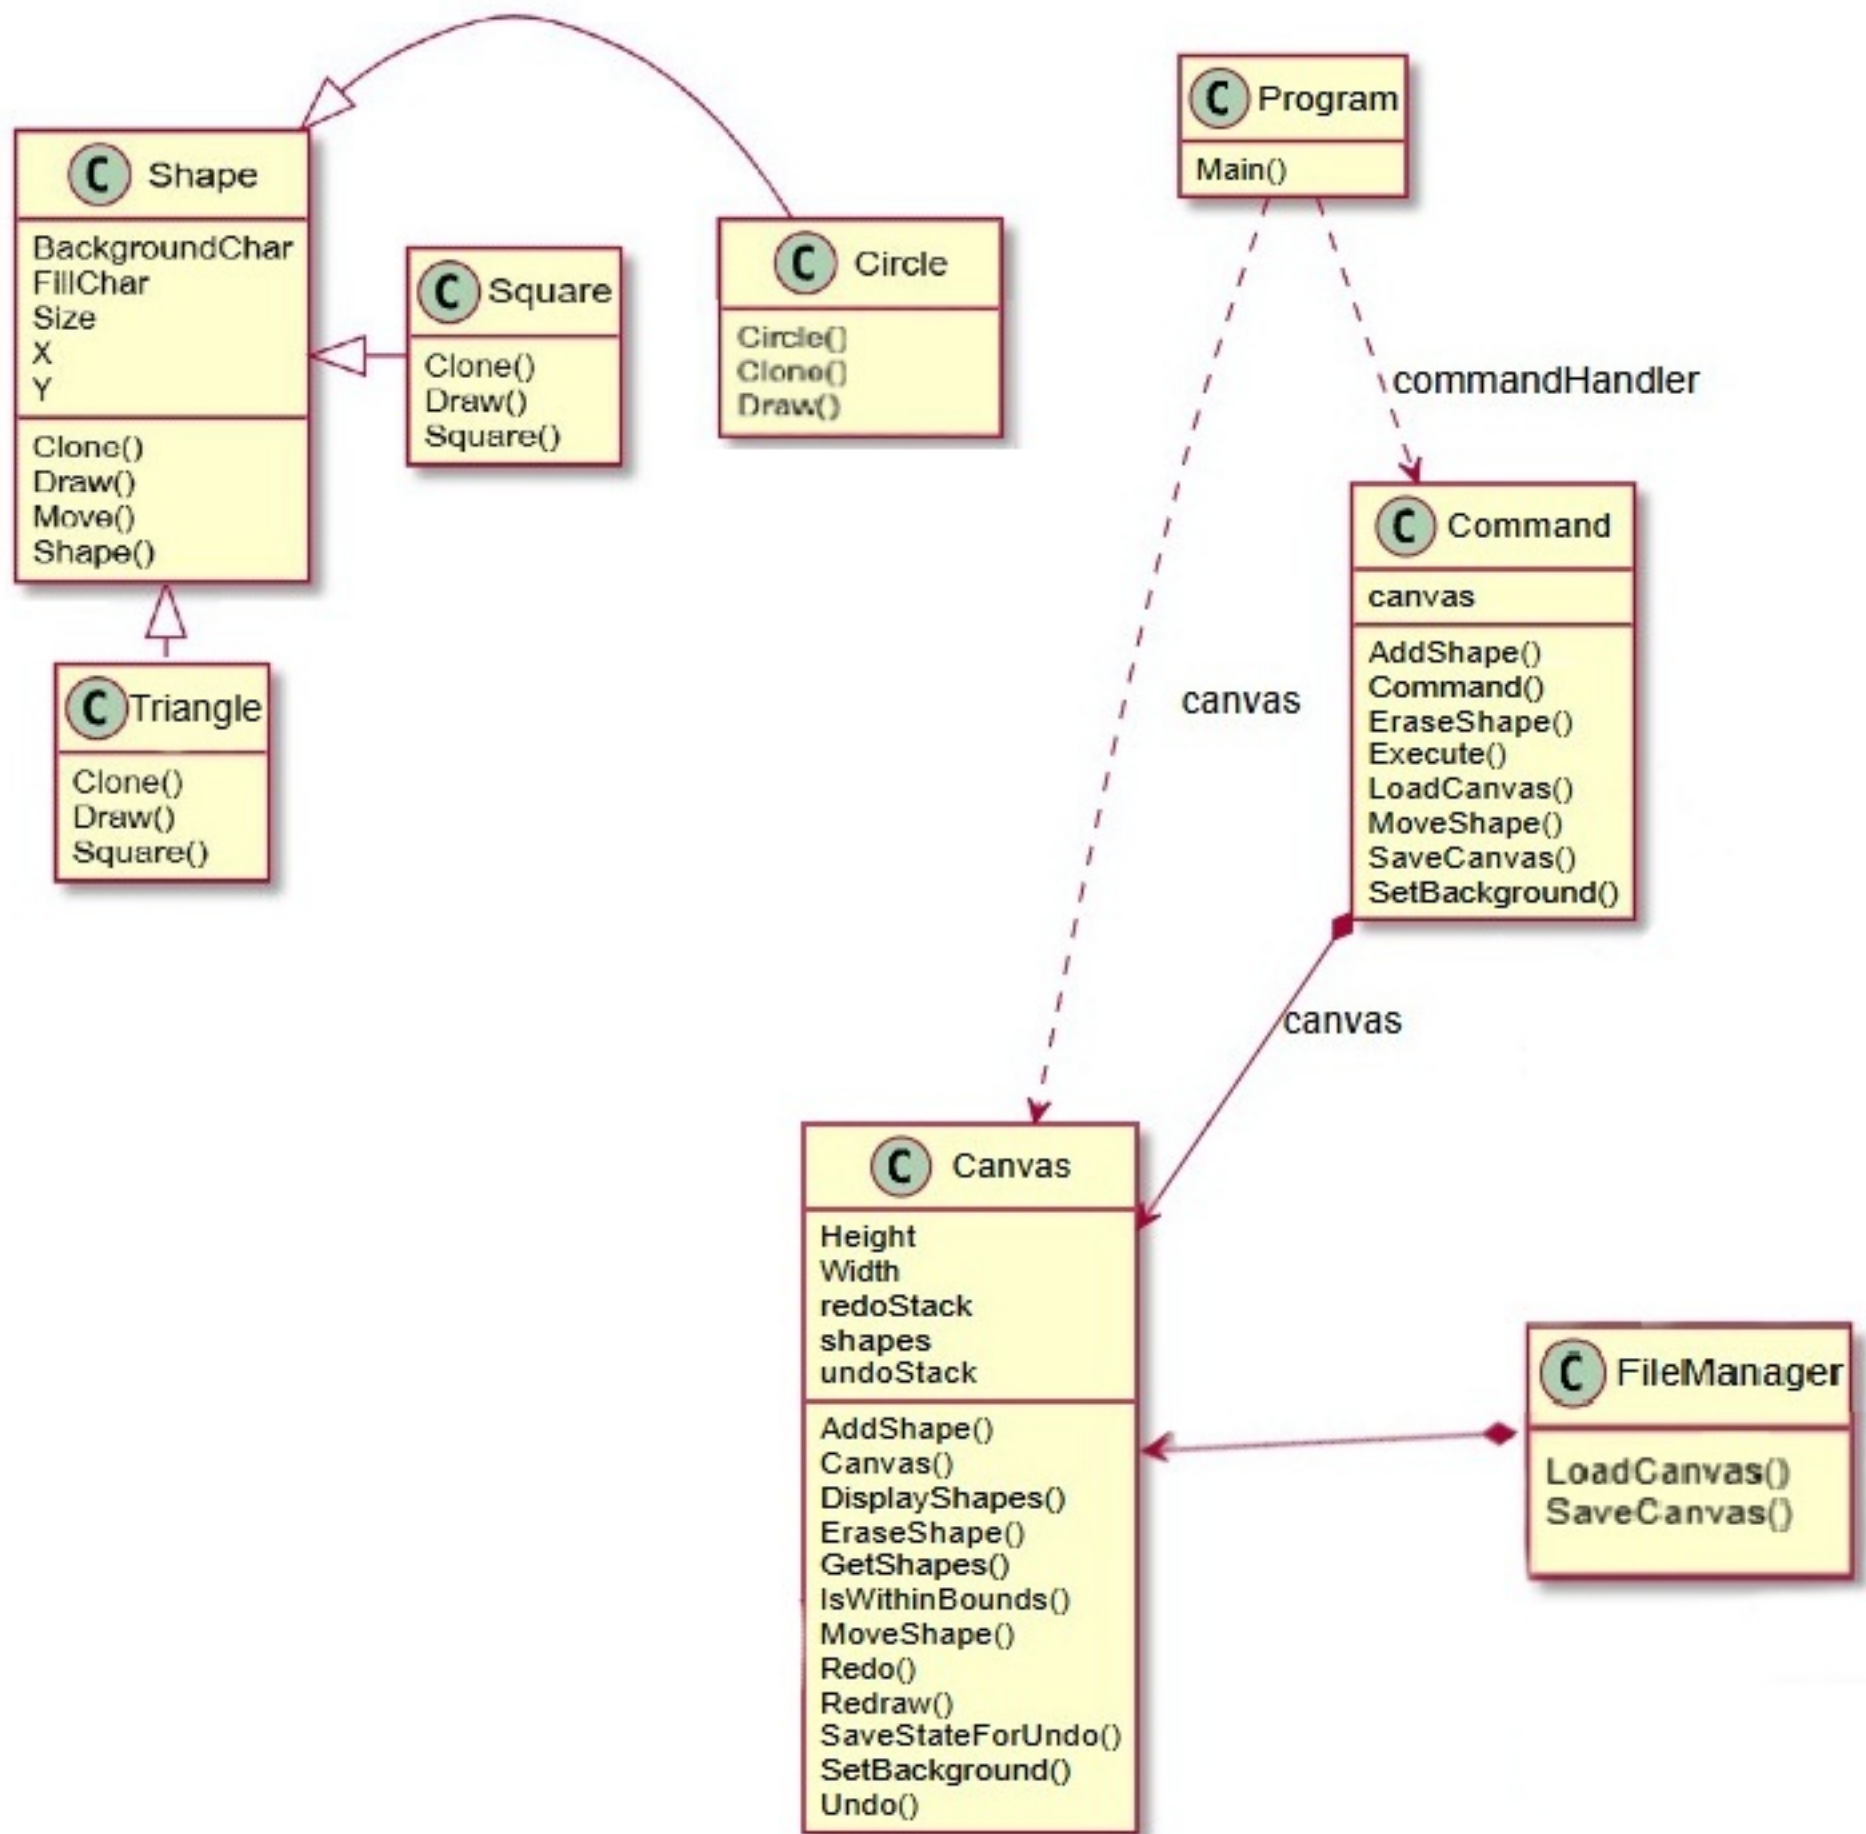 C Shape
BackgroundChar
FillChar
Size
X
Y
Clone()
Draw()
Move()
Shape()
C Square
Clone()
Draw()
Square()
C Circle
Circle()
Clone()
Draw()
C Triangle
Clone()
Draw()
Square()
C Program
Main()
commandHandler
canvas
C Command
canvas
AddShape()
Command()
EraseShape()
Execute()
LoadCanvas()
MoveShape()
SaveCanvas()
SetBackground()
canvas
C Canvas
Height
Width
redoStack
shapes
undoStack
AddShape()
Canvas()
DisplayShapes()
EraseShape()
GetShapes()
IsWithinBounds()
MoveShape()
Redo()
Redraw()
SaveStateForUndo()
SetBackground()
Undo()
C FileManager
LoadCanvas()
SaveCanvas()